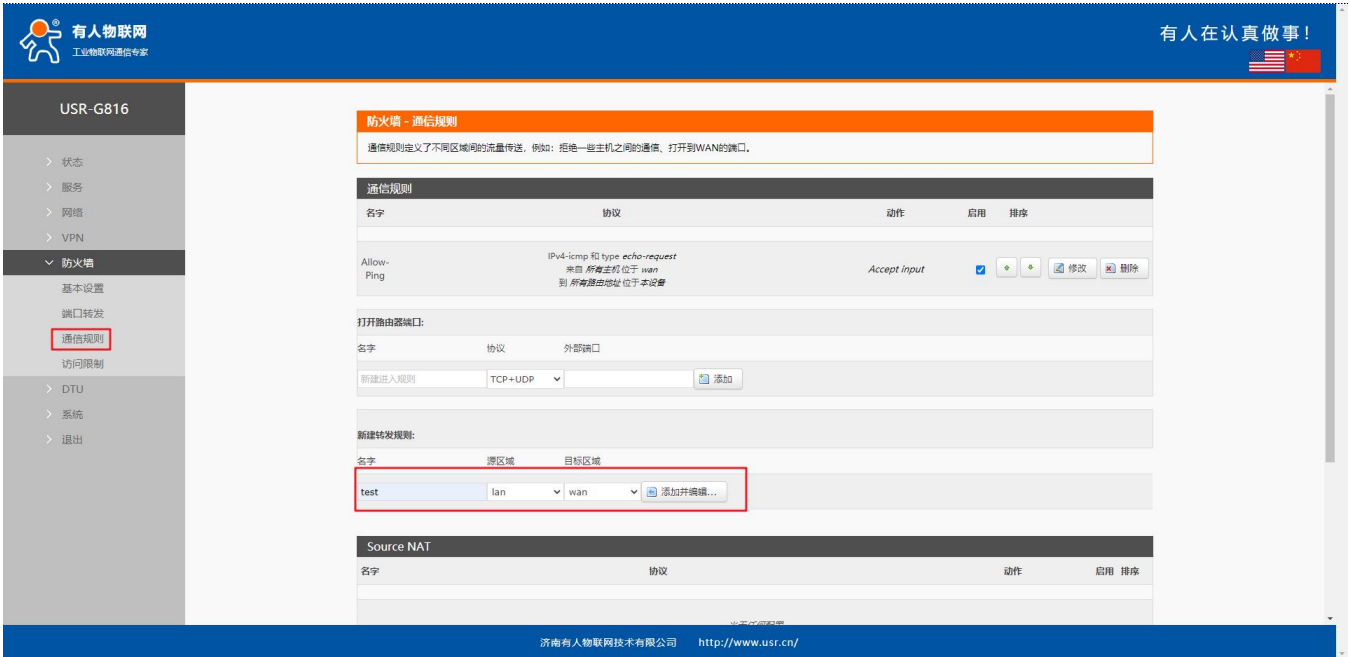 有人物联网
工业物联网通信专家
有人在认真做事!
USR-G816
状态
服务
网络
VPN
防火墙
基本设置
端口转发
通信规则
访问限制
DTU
系统
退出
防火墙 - 通信规则
通信规则定义了不同区域间的流量传送，例如：拒绝一些主机之间的通信、打开到WAN的端口。
通信规则
名字 协议 动作 启用 排序
Allow-
Ping
IPv4-icmp 和 type echo-request
来自 所有主机 位于 wan
到 所有路由地址 位于 本设备
Accept input
修改 删除
打开路由器端口:
名字 协议 外部端口
新建进入规则 TCP+UDP 添加
新建转发规则:
名字 源区域 目标区域
test lan wan 添加并编辑...
Source NAT
名字 协议 动作 启用 排序
济南有人物联网技术有限公司 http://www.usr.cn/